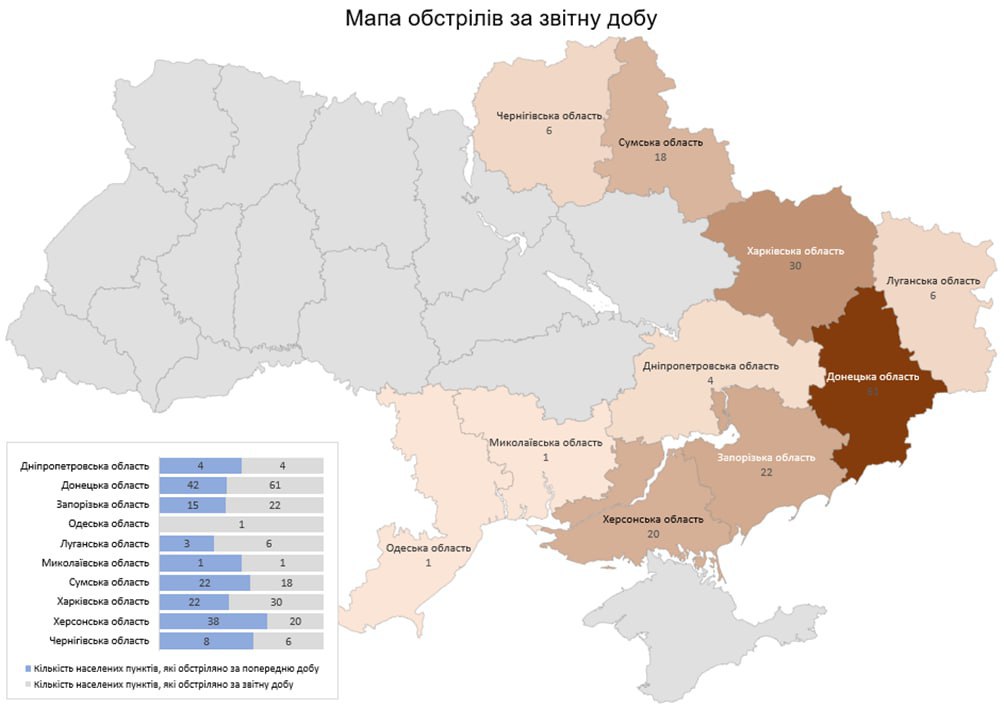 Мапа обстрілів за звітну добу
Чернігівська область
6
Сумська область
18
Харківська область
30
Луганська область
6
Дніпропетровська область
4
Донецька область
61
Миколаївська область
1
Запорізька область
22
Херсонська область
20
Одеська область
1
Дніпропетровська область 4 4
Донецька область 42 61
Запорізька область 15 22
Одеська область 1
Луганська область 3 6
Миколаївська область 1 1
Сумська область 22 18
Харківська область 22 30
Херсонська область 38 20
Чернігівська область 8 6
Кількість населених пунктів, які обстріляно за попередню добу
Кількість населених пунктів, які обстріляно за звітну добу